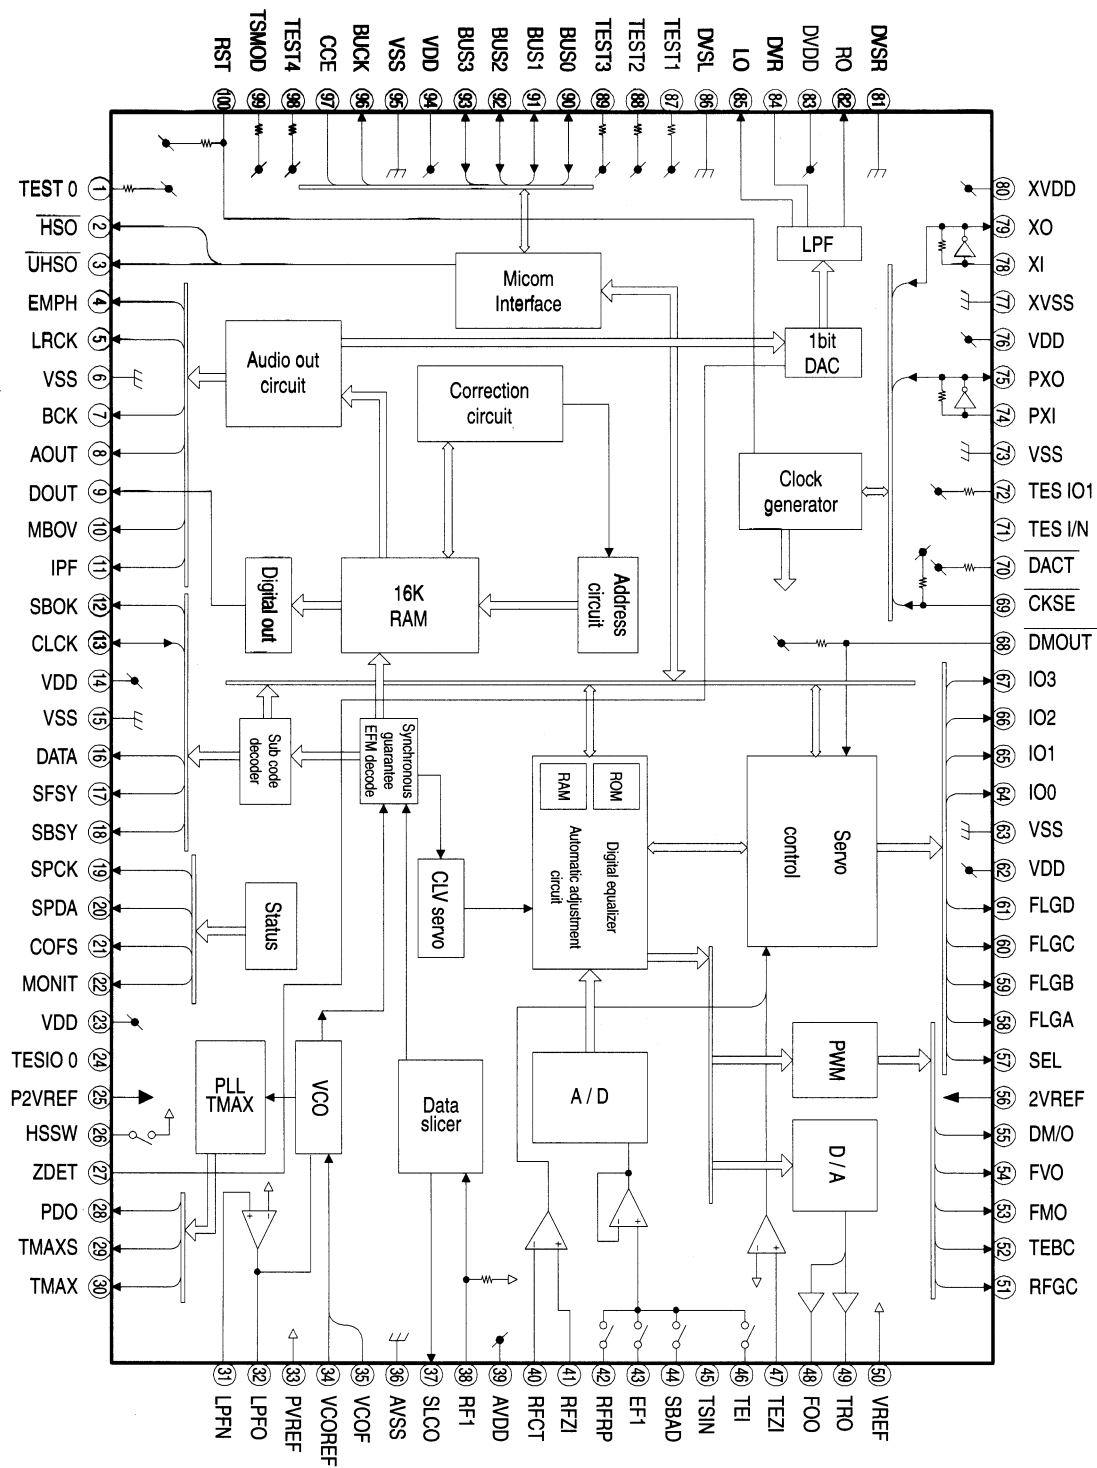 RST
TSMOD
TEST4
CCE
BUCK
VSS
VDD
BUS3
BUS2
BUS1
BUS0
TEST3
TEST2
TEST1
DVSL
LO
DVR
DVDD
RO
DVSR
100
99
98
97
96
95
94
93
92
91
90
89
88
87
86
85
84
83
82
81
TEST 0 1
HSO 2
UHSO 3
EMPH 4
LRCK 5
VSS 6
BCK 7
AOUT 8
DOUT 9
MBOV 10
IPF 11
SBOK 12
CLCK 13
VDD 14
VSS 15
DATA 16
SFSY 17
SBSY 18
SPCK 19
SPDA 20
COFS 21
MONIT 22
VDD 23
TESIO 0 24
P2VREF 25
HSSW 26
ZDET 27
PDO 28
TMAXS 29
TMAX 30
80 XVDD
79 XO
78 XI
77 XVSS
76 VDD
75 PXO
74 PXI
73 VSS
72 TES IO1
71 TES I/N
70 DACT
69 CKSE
68 DMOUT
67 IO3
66 IO2
65 IO1
64 IO0
63 VSS
62 VDD
61 FLGD
60 FLGC
59 FLGB
58 FLGA
57 SEL
56 2VREF
55 DM/O
54 FVO
53 FMO
52 TEBC
51 RFGC
LPF
Micom
Interface
1bit
DAC
Audio out
circuit
Correction
circuit
Clock
generator
Digital out
16K
RAM
Address
circuit
Sub code
decoder
Synchronous
guarantee
EFM decode
RAM
ROM
Digital equalizer
Automatic adjustment
circuit
Servo
control
CLV servo
Status
PLL
TMAX
VCO
Data
slicer
A / D
PWM
D / A
+
-
-
+
-
+
-
+
31
32
33
34
35
36
37
38
39
40
41
42
43
44
45
46
47
48
49
50
LPFN
LPFO
PVREF
VCOREF
VCOF
AVSS
SLCO
RF1
AVDD
RFCT
RFZI
RFRP
EF1
SBAD
TSIN
TEI
TEZI
FOO
TRO
VREF